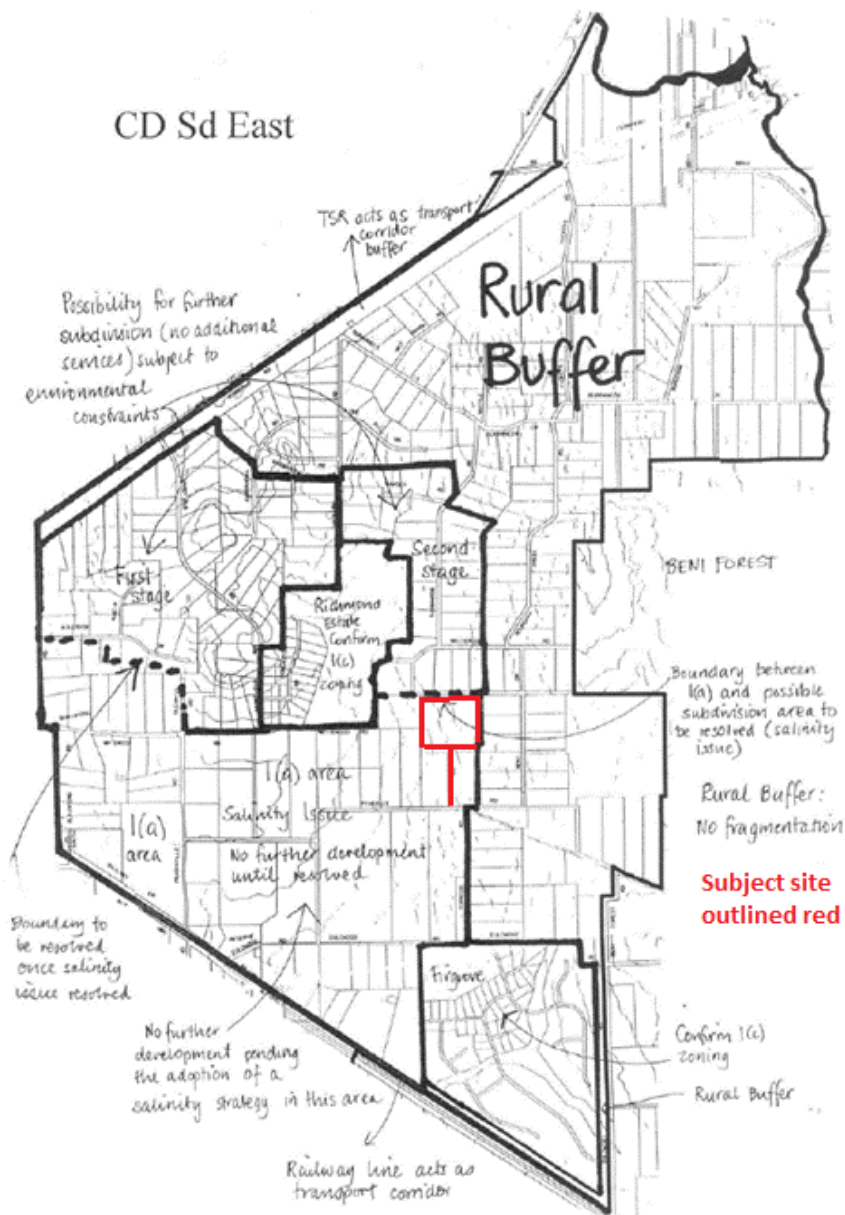 CD Sd East
TSR acts as transport
corridor
buffer
Rural
Buffer
Possibility for further
subdivision (no additional
services) subject to
environmental
constraints
First
stage
Second
stage
Richmond
Estate
Confirm
1(c)
zoning
BENI FOREST
Boundary between
1(a) and possible
subdivision area to
be resolved (salinity
issue)
Rural Buffer:
No fragmentation
Subject site
outlined red
1(a) area
Salinity Issue
1(a)
area
No further development
until resolved
Boundary to
be resolved
once salinity
issue resolved
Firgrove
No further
development pending
the adoption of a
salinity strategy in this area
Confirm 1(c)
zoning
Rural Buffer
Railway line acts as
transport corridor